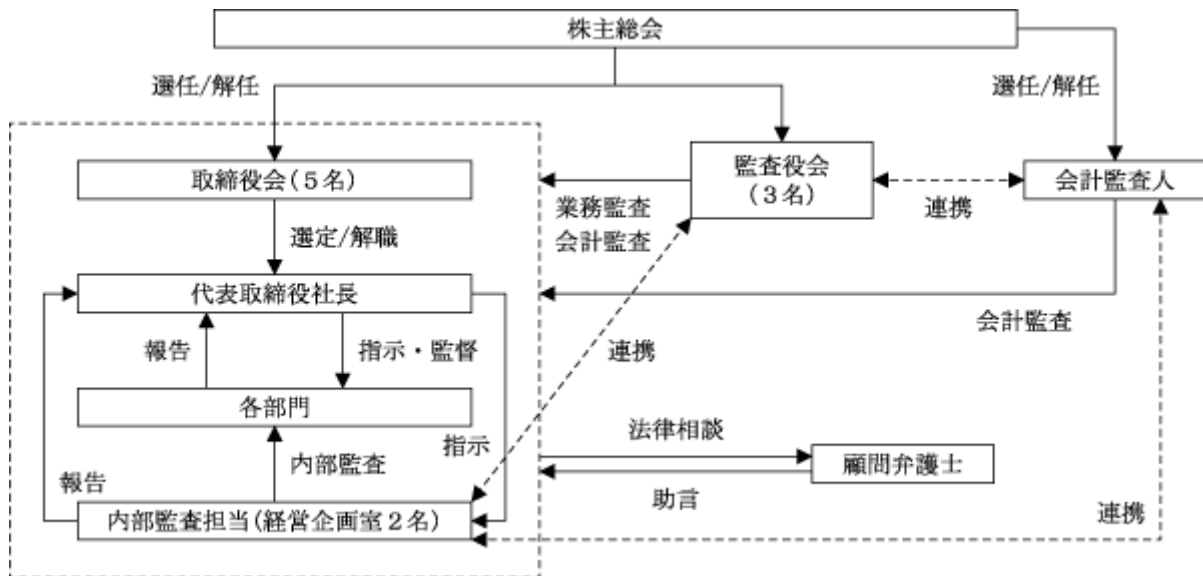 株主総会
選任/解任
選任/解任
取締役会(5名)
監査役会
(3名)
会計監査人
業務監査
会計監査
連携
選定/解職
代表取締役社長
会計監査
報告
指示・監督
連携
各部門
指示
法律相談
内部監査
顧問弁護士
報告
助言
内部監査担当(経営企画室2名)
連携